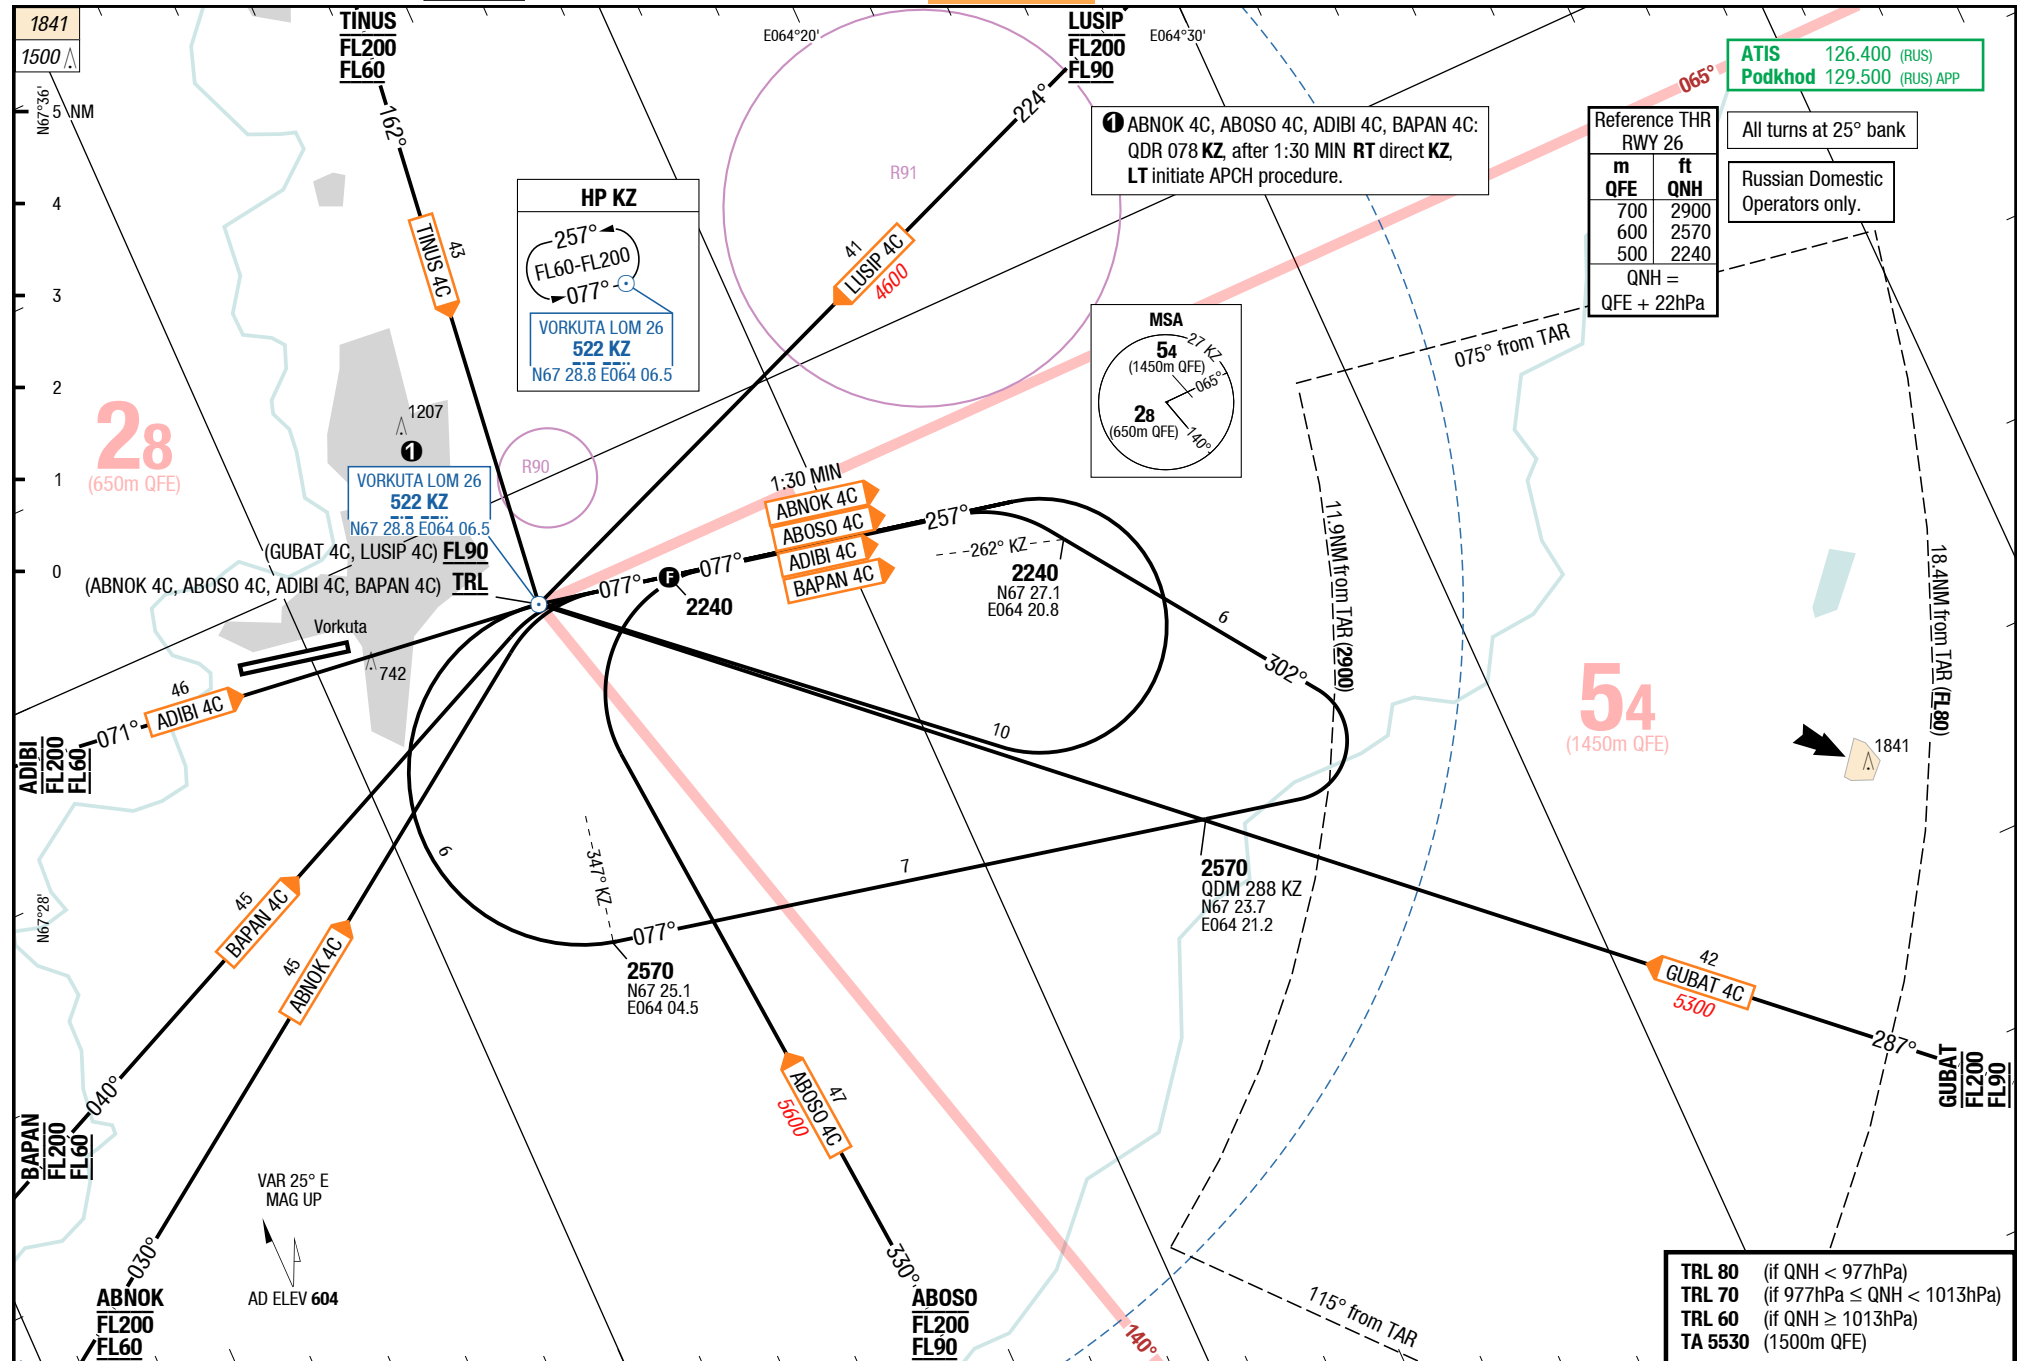 1841
1500
TINUS
FL200
FL60
LUSIP
FL200
FL90
E064°20'
E064°30'
ATIS 126.400 (RUS)
Podkhod 129.500 (RUS) APP
065°
N67°36'
5 NM
4
3
2
1
0
162°
224°
R91
1 ABNOK 4C, ABOSO 4C, ADIBI 4C, BAPAN 4C:
QDR 078 KZ, after 1:30 MIN RT direct KZ,
LT initiate APCH procedure.
Reference THR
RWY 26
m ft
QFE QNH
700 2900
600 2570
500 2240
QNH =
QFE + 22hPa
All turns at 25° bank
Russian Domestic
Operators only.
HP KZ
257°
FL60-FL200
077°
VORKUTA LOM 26
522 KZ
N67 28.8 E064 06.5
TINUS 4C
43
41
LUSIP 4C
4600
MSA
27 KZ
54
(1450m QFE)
065°
28
(650m QFE)
140°
075° from TAR
28
(650m QFE)
1207
1
R90
VORKUTA LOM 26
522 KZ
N67 28.8 E064 06.5
(GUBAT 4C, LUSIP 4C) FL90
(ABNOK 4C, ABOSO 4C, ADIBI 4C, BAPAN 4C) TRL
1:30 MIN
ABNOK 4C
ABOSO 4C
ADIBI 4C
BAPAN 4C
257°
262° KZ
077°
077°
F
2240
2240
N67 27.1
E064 20.8
6
302°
11.9NM from TAR (2900)
18.4NM from TAR (FL80)
Vorkuta
742
46
ADIBI 4C
071°
ADIBI
FL200
FL60
10
54
(1450m QFE)
1841
6
7
347° KZ
077°
2570
N67 25.1
E064 04.5
2570
QDM 288 KZ
N67 23.7
E064 21.2
N67°28'
45
BAPAN 4C
45
ABNOK 4C
040°
BAPAN
FL200
FL60
030°
ABNOK
FL200
FL60
VAR 25° E
MAG UP
AD ELEV 604
47
ABOSO 4C
5600
330°
ABOSO
FL200
FL90
140°
42
GUBAT 4C
5300
287°
GUBAT
FL200
FL90
115° from TAR
TRL 80 (if QNH < 977hPa)
TRL 70 (if 977hPa ≤ QNH < 1013hPa)
TRL 60 (if QNH ≥ 1013hPa)
TA 5530 (1500m QFE)